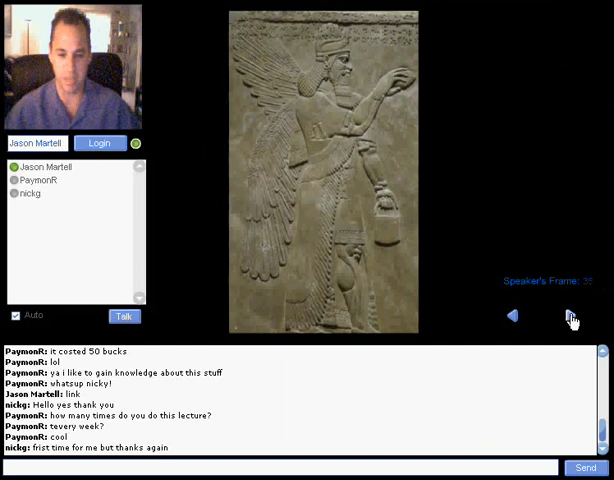 Jason Martell
Login
Jason Martell
PaymonR
nickg
Auto
Talk
Speaker's Frame: 35
PaymonR: it costed 50 bucks
PaymonR: lol
PaymonR: ya i like to gain knowledge about this stuff
PaymonR: whatsup nicky!
Jason Martell: link
nickg: Hello yes thank you
PaymonR: how many times do you do this lecture?
PaymonR: tevery week?
PaymonR: cool
nickg: frist time for me but thanks again
Send